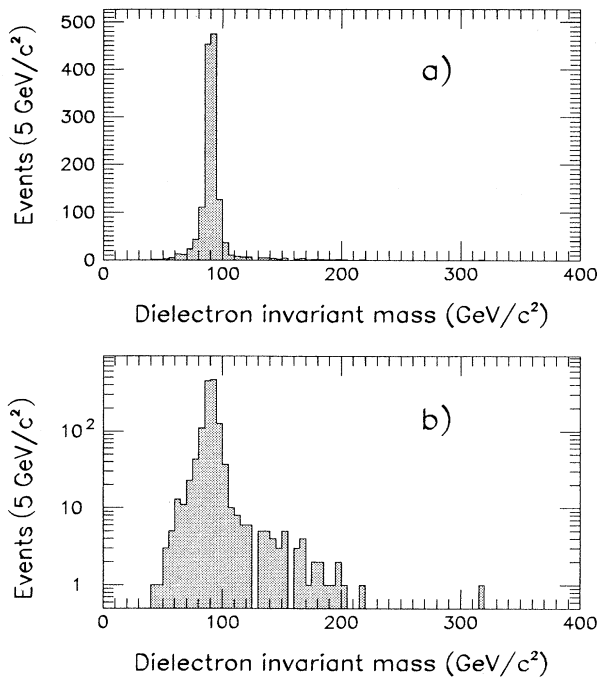 500
400
300
200
100
0
Events (5 GeV/c²)
a)
0 100 200 300 400
Dielectron invariant mass (GeV/c²)
10²
10
1
Events (5 GeV/c²)
b)
0 100 200 300 400
Dielectron invariant mass (GeV/c²)